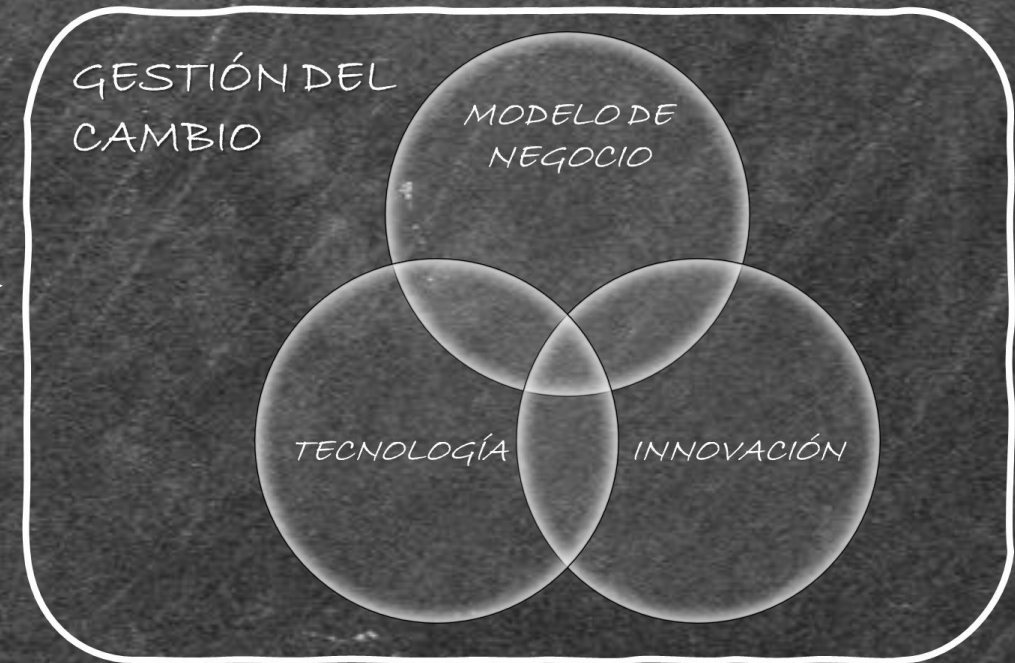 GESTIÓN DEL
CAMBIO
MODELO DE
NEGOCIO
TECNOLOGÍA
INNOVACIÓN